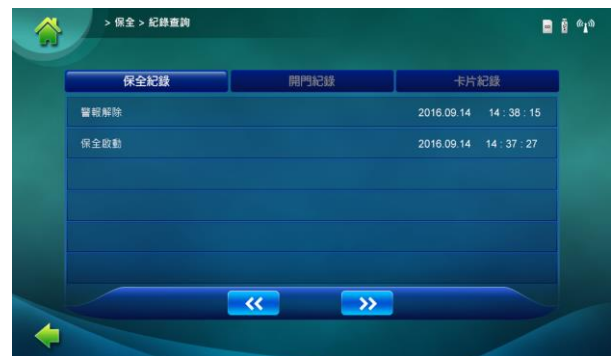 > 保全 > 紀錄查詢
保全紀錄 開門紀錄 卡片紀錄
警報解除 2016.09.14 14 : 38 : 15
保全啟動 2016.09.14 14 : 37 : 27